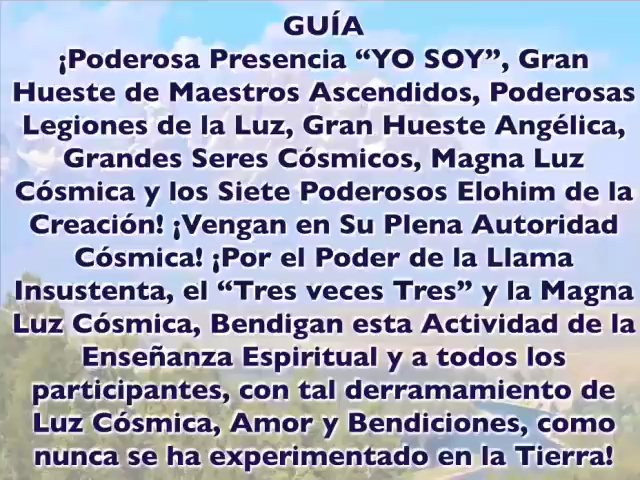 GUÍA
¡Poderosa Presencia “YO SOY”, Gran
Hueste de Maestros Ascendidos, Poderosas
Legiones de la Luz, Gran Hueste Angélica,
Grandes Seres Cósmicos, Magna Luz
Cósmica y los Siete Poderosos Elohim de la
Creación! ¡Vengan en Su Plena Autoridad
Cósmica! ¡Por el Poder de la Llama
Insustenta, el “Tres veces Tres” y la Magna
Luz Cósmica, Bendigan esta Actividad de la
Enseñanza Espiritual y a todos los
participantes, con tal derramamiento de
Luz Cósmica, Amor y Bendiciones, como
nunca se ha experimentado en la Tierra!